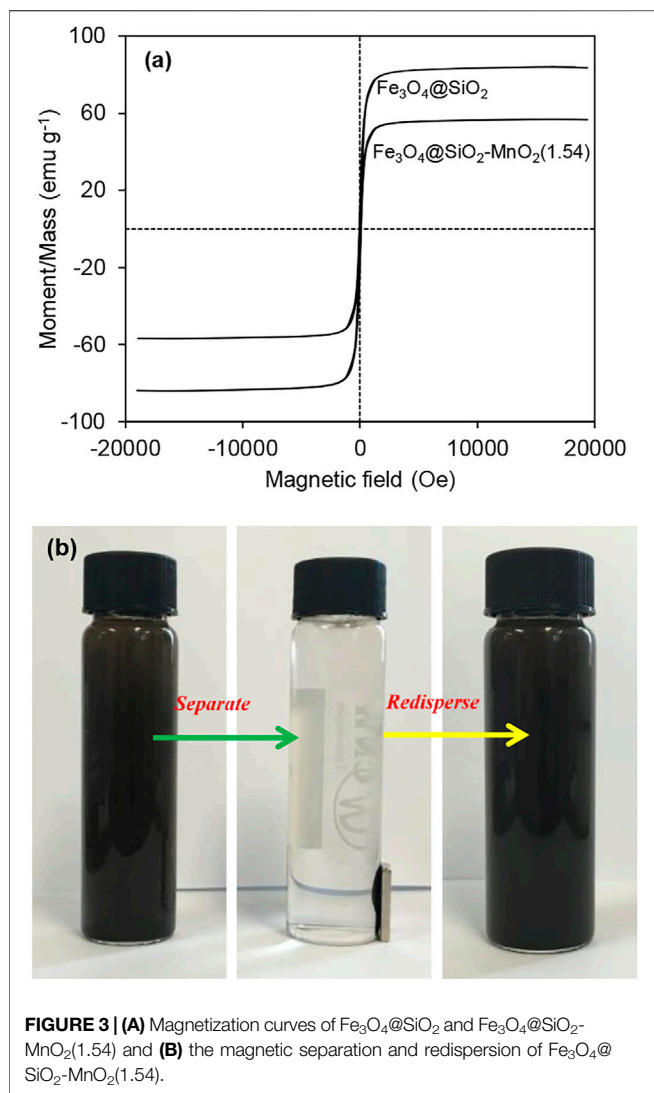 (a)
100
60
20
-20
-60
-100
Moment/Mass (emu g⁻¹)
Fe₃O₄@SiO₂
Fe₃O₄@SiO₂-MnO₂(1.54)
-20000 -10000 0 10000 20000
Magnetic field (Oe)
(b)
Separate
Redisperse
FIGURE 3 | (A) Magnetization curves of Fe₃O₄@SiO₂ and Fe₃O₄@SiO₂-
MnO₂(1.54) and (B) the magnetic separation and redispersion of Fe₃O₄@
SiO₂-MnO₂(1.54).